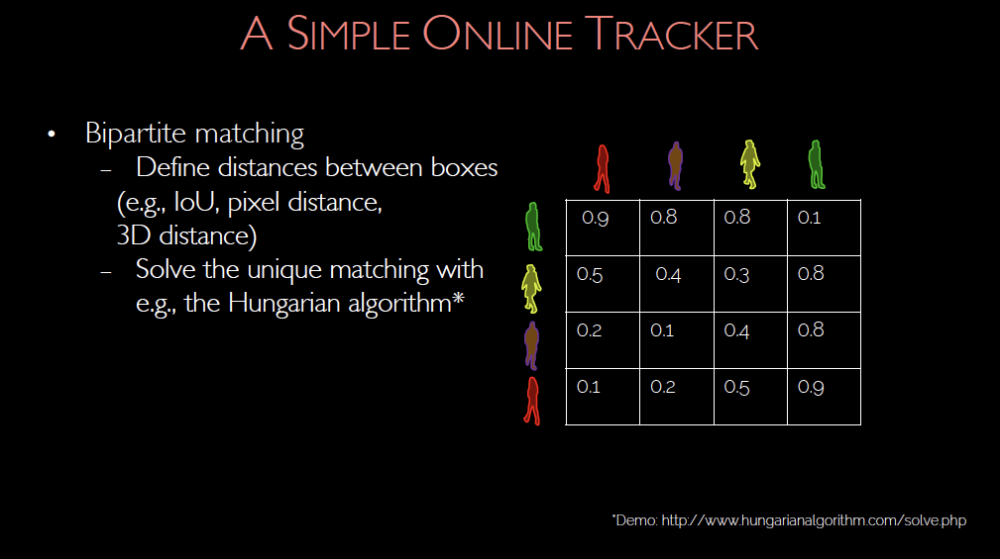 A SIMPLE ONLINE TRACKER
• Bipartite matching
– Define distances between boxes
(e.g., IoU, pixel distance,
3D distance)
– Solve the unique matching with
e.g., the Hungarian algorithm*
0.9 0.8 0.8 0.1
0.5 0.4 0.3 0.8
0.2 0.1 0.4 0.8
0.1 0.2 0.5 0.9
*Demo: http://www.hungarianalgorithm.com/solve.php